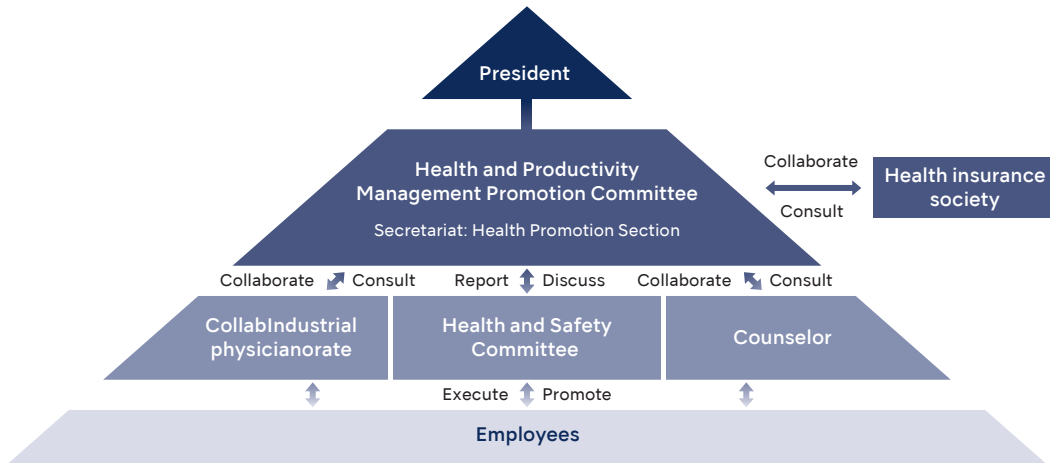 President
Health and Productivity
Management Promotion Committee
Secretariat: Health Promotion Section
Collaborate
Consult
Health insurance
society
Collaborate Consult
Report Discuss
Collaborate Consult
CollabIndustrial
physicianorate
Health and Safety
Committee
Counselor
Execute Promote
Employees